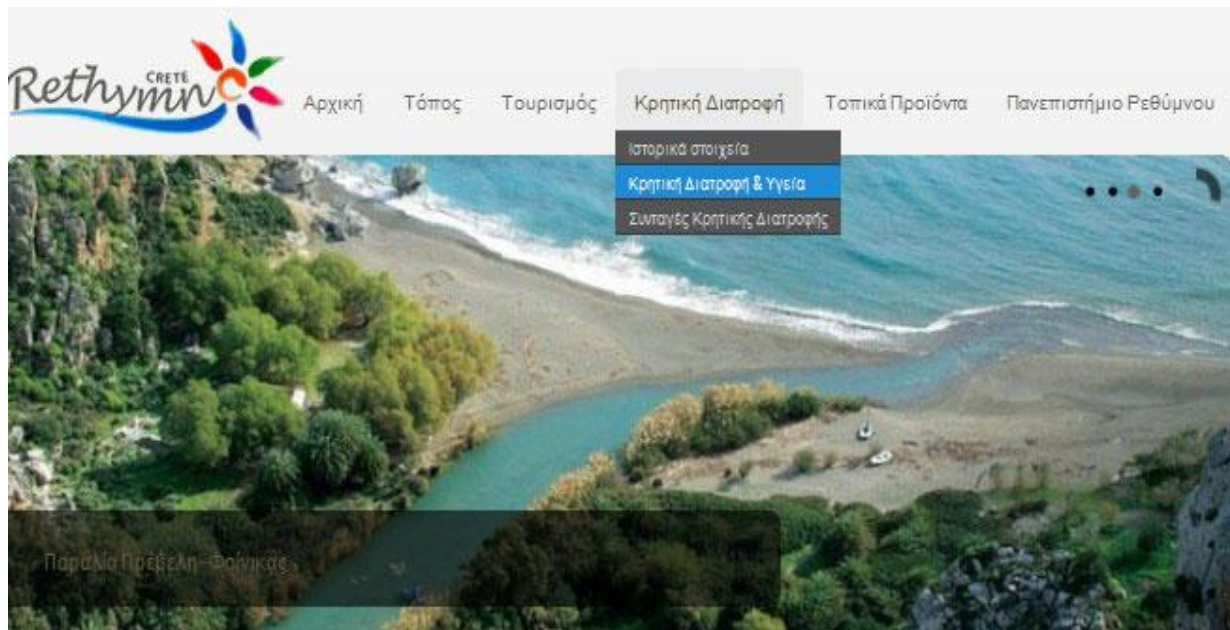 CRETE
Rethymno
Αρχική Τόπος Τουρισμός Κρητική Διατροφή Τοπικά Προϊόντα Πανεπιστήμιο Ρεθύμνου
Ιστορικά στοιχεία
Κρητική Διατροφή & Υγεία
Συνταγές Κρητικής Διατροφής
Παραλία Πρέβελη - Φοίνικας